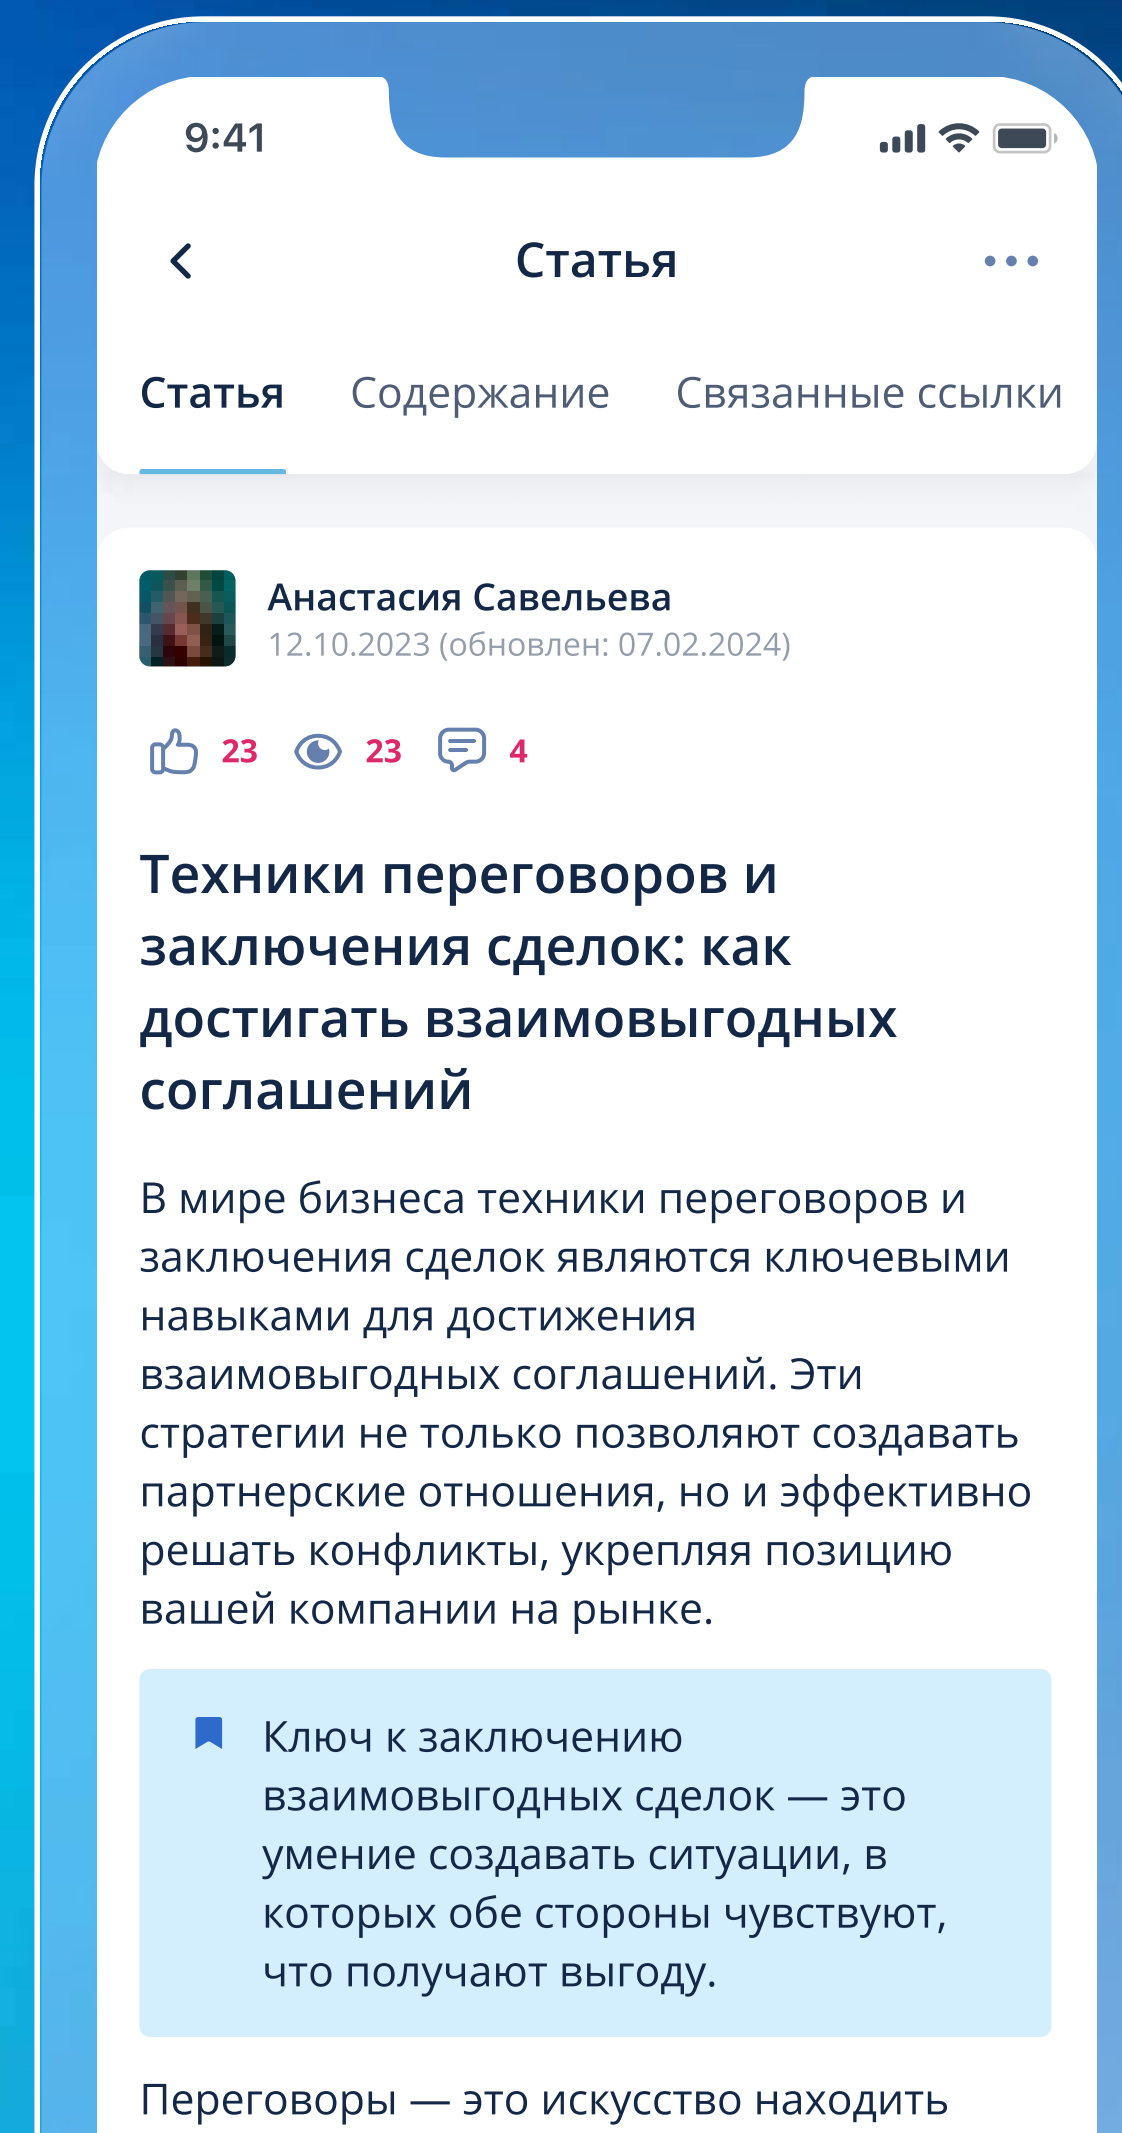 9:41
Статья
Статья Содержание Связанные ссылки
Анастасия Савельева
12.10.2023 (обновлен: 07.02.2024)
23 23 4
Техники переговоров и
заключения сделок: как
достигать взаимовыгодных
соглашений
В мире бизнеса техники переговоров и
заключения сделок являются ключевыми
навыками для достижения
взаимовыгодных соглашений. Эти
стратегии не только позволяют создавать
партнерские отношения, но и эффективно
решать конфликты, укрепляя позицию
вашей компании на рынке.
Ключ к заключению
взаимовыгодных сделок — это
умение создавать ситуации, в
которых обе стороны чувствуют,
что получают выгоду.
Переговоры — это искусство находить